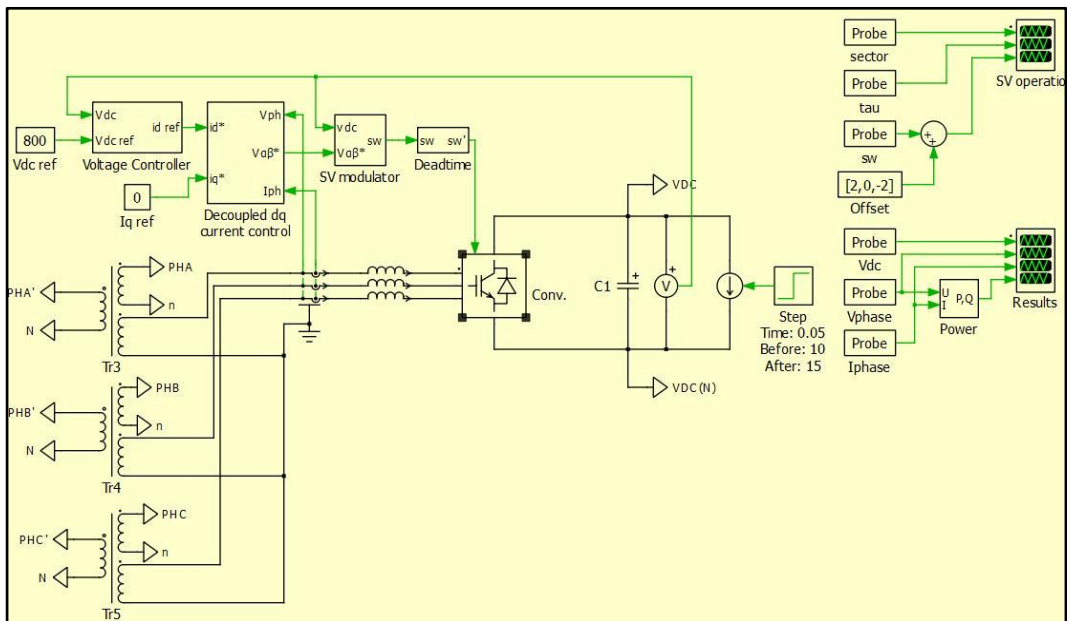 Probe
sector
Probe
tau
SV operatio
Probe
sw
[2,0,-2]
Offset
Vdc
Vdc ref
id ref
Voltage Controller
800
Vdc ref
0
Iq ref
id*
iq*
Vph
Vαβ*
Iph
Decoupled dq
current control
vdc
sw
Vαβ*
SV modulator
sw
sw'
Deadtime
PHA
PHA'
n
N
Tr3
PHB
PHB'
n
N
Tr4
PHC
PHC'
n
N
Tr5
Conv.
VDC
C1
V
VDC(N)
Step
Time: 0.05
Before: 10
After: 15
Probe
Vdc
Probe
Vphase
Probe
Iphase
U
I
P,Q
Power
Results